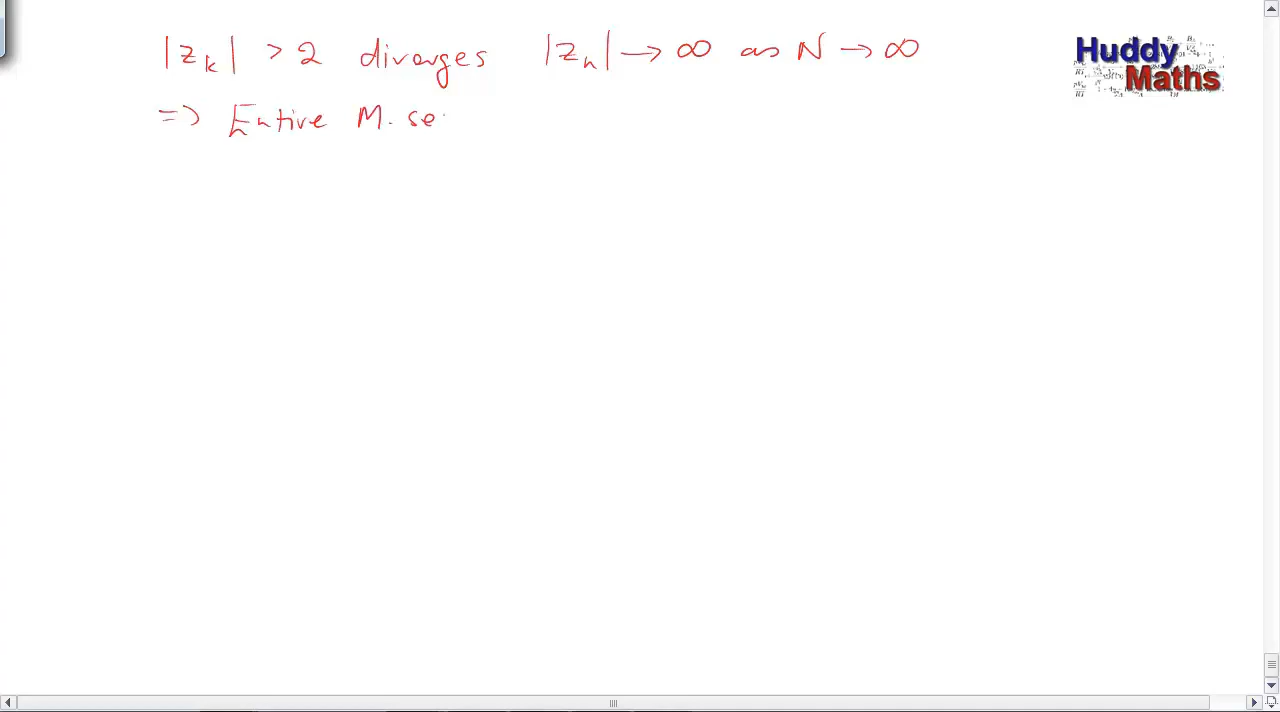 |z_k| > 2 diverges |z_n| → ∞ as N → ∞
=> Entire M. se
Huddy
Maths